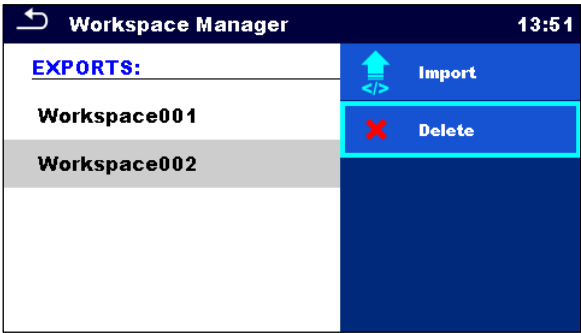 Workspace Manager 13:51
EXPORTS:
Workspace001
Workspace002
Import
</>
Delete